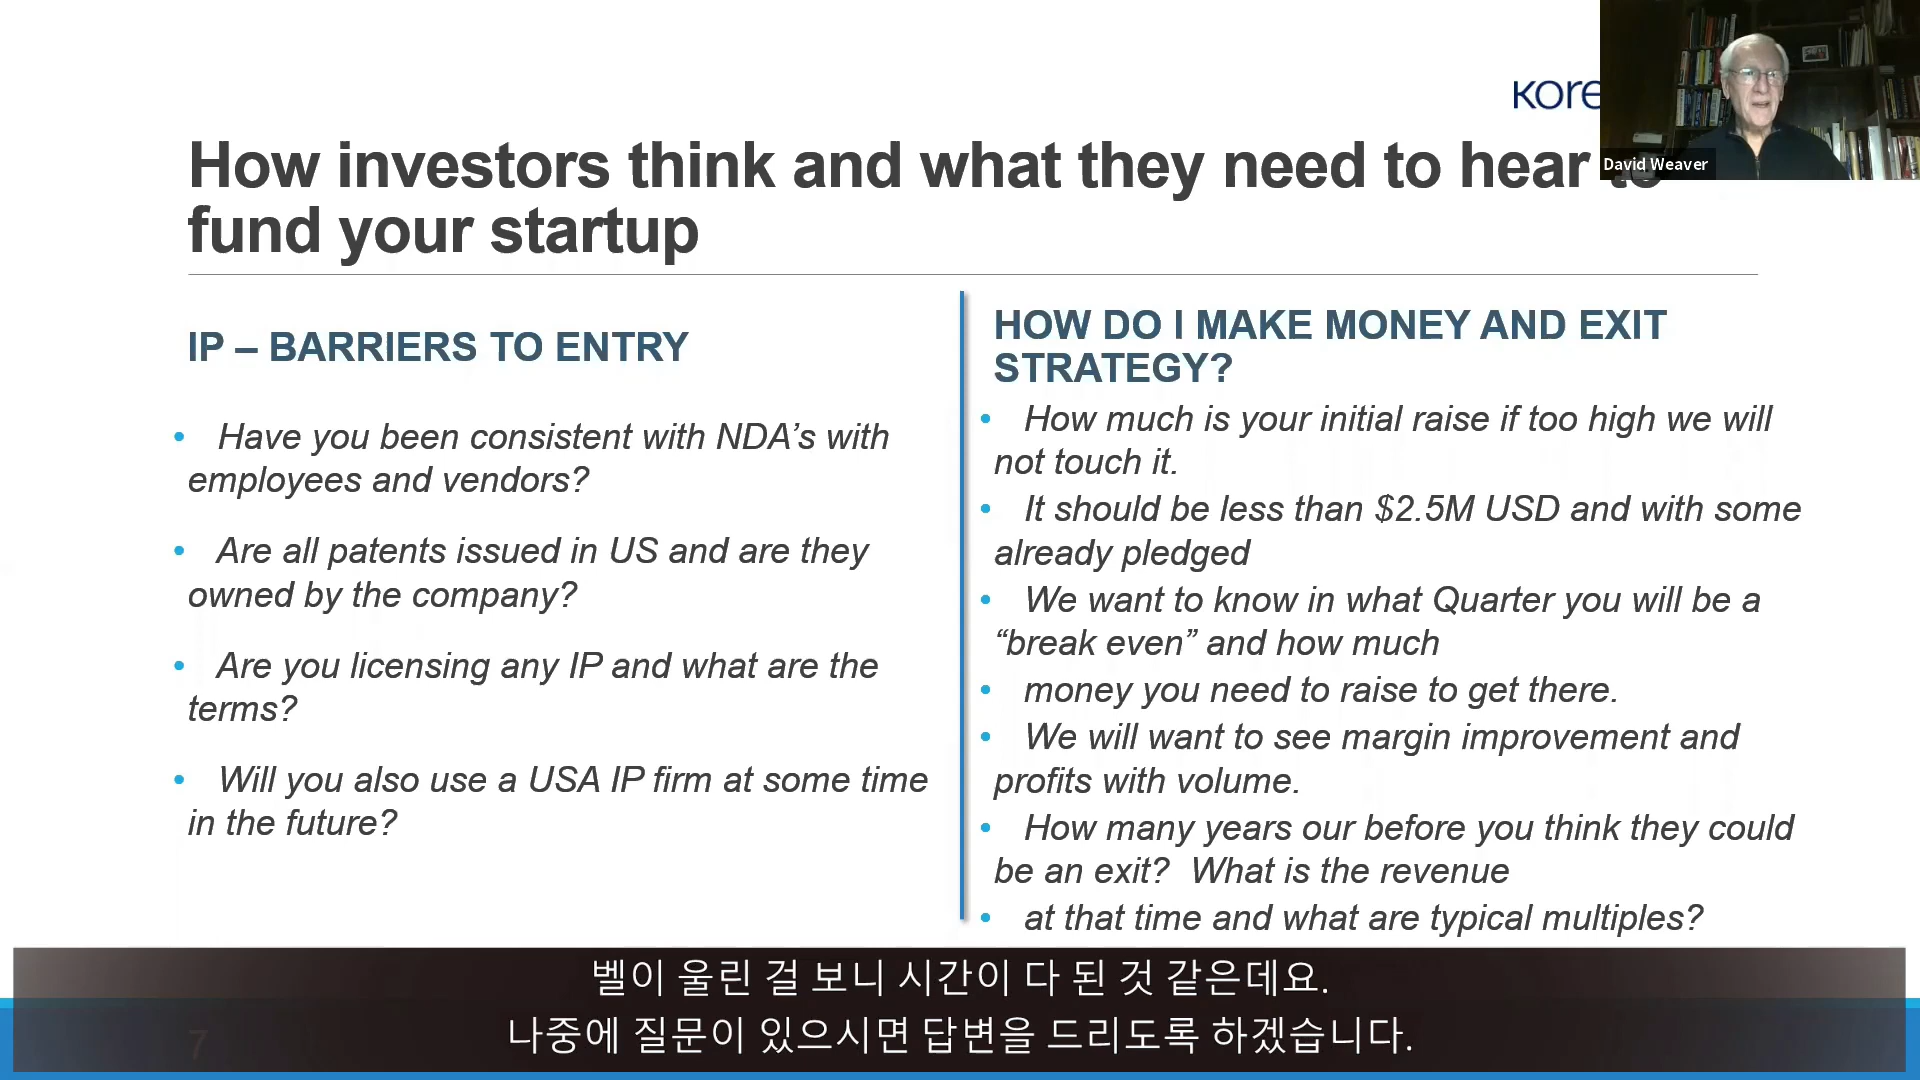 KORE
How investors think and what they need to hear to
fund your startup
David Weaver
IP – BARRIERS TO ENTRY
• Have you been consistent with NDA’s with
employees and vendors?
• Are all patents issued in US and are they
owned by the company?
• Are you licensing any IP and what are the
terms?
• Will you also use a USA IP firm at some time
in the future?
HOW DO I MAKE MONEY AND EXIT
STRATEGY?
• How much is your initial raise if too high we will
not touch it.
• It should be less than $2.5M USD and with some
already pledged
• We want to know in what Quarter you will be a
“break even” and how much
• money you need to raise to get there.
• We will want to see margin improvement and
profits with volume.
• How many years our before you think they could
be an exit? What is the revenue
• at that time and what are typical multiples?
벨이 울린 걸 보니 시간이 다 된 것 같은데요.
나중에 질문이 있으시면 답변을 드리도록 하겠습니다.
7